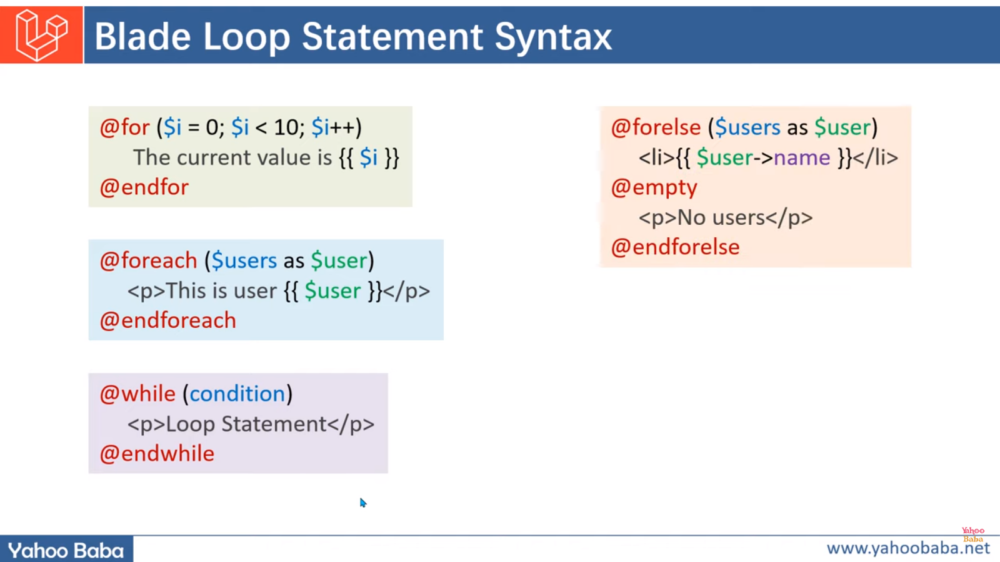 Blade Loop Statement Syntax
@for ($i = 0; $i < 10; $i++)
The current value is {{ $i }}
@endfor
@foreach ($users as $user)
<p>This is user {{ $user }}</p>
@endforeach
@while (condition)
<p>Loop Statement</p>
@endwhile
@forelse ($users as $user)
<li>{{ $user->name }}</li>
@empty
<p>No users</p>
@endforelse
Yahoo Baba
Yahoo
Baba
www.yahoobaba.net